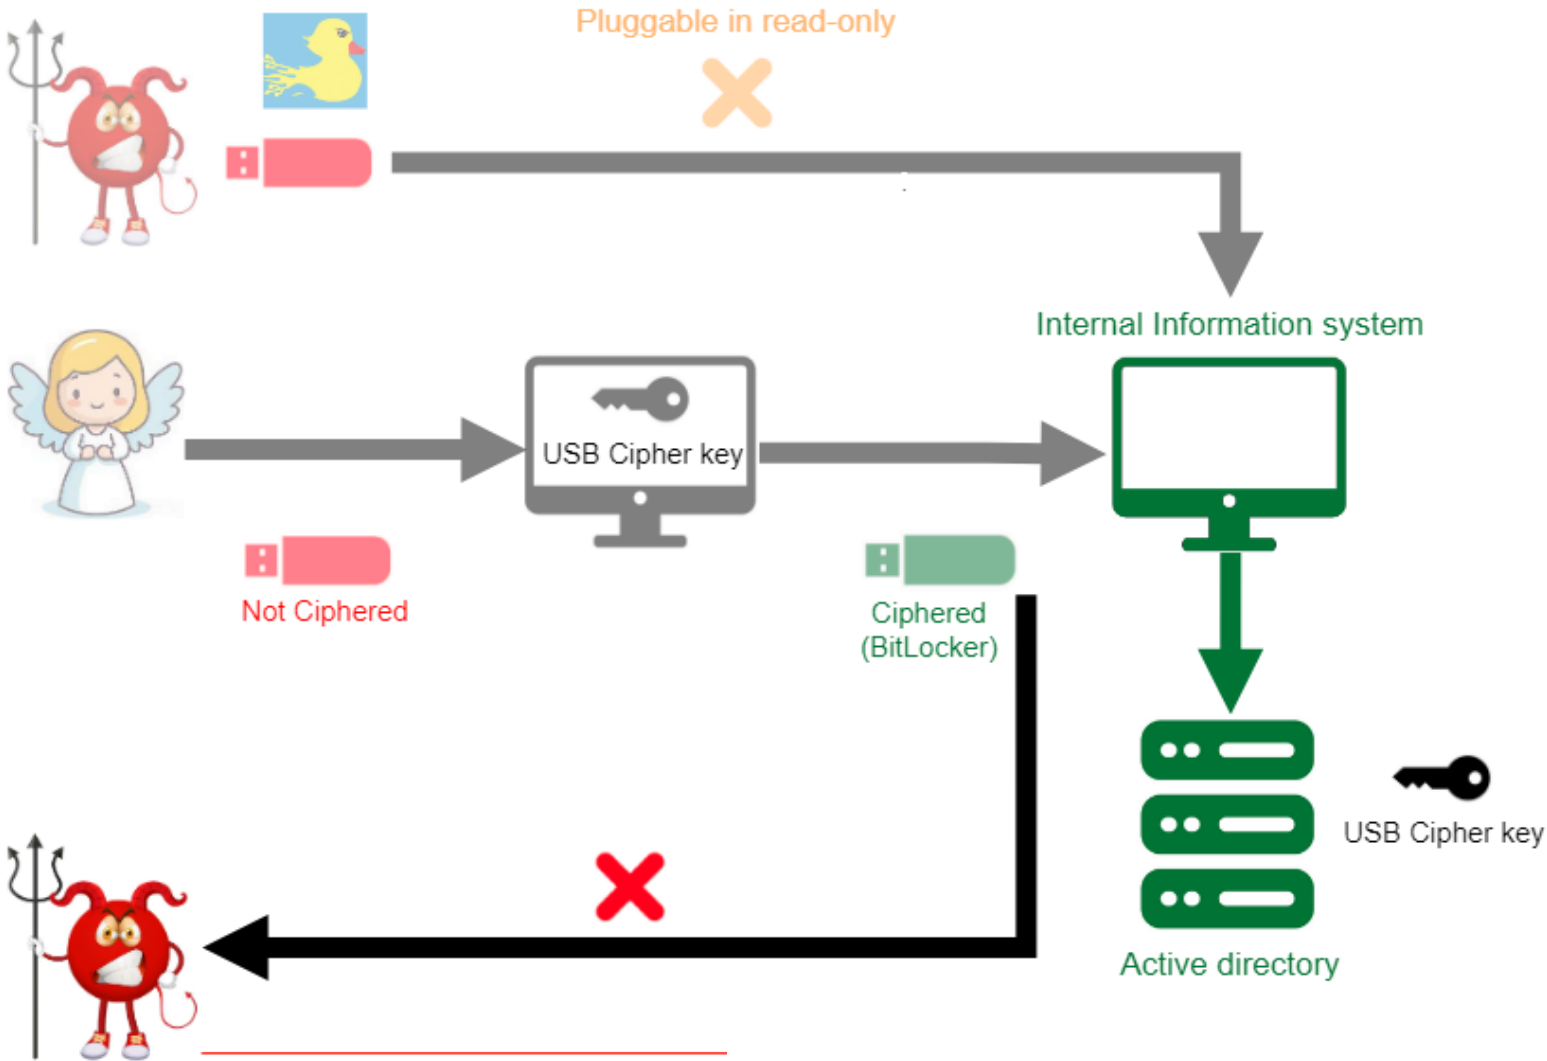 Pluggable in read-only
Internal Information system
USB Cipher key
Not Ciphered
Ciphered
(BitLocker)
USB Cipher key
Active directory